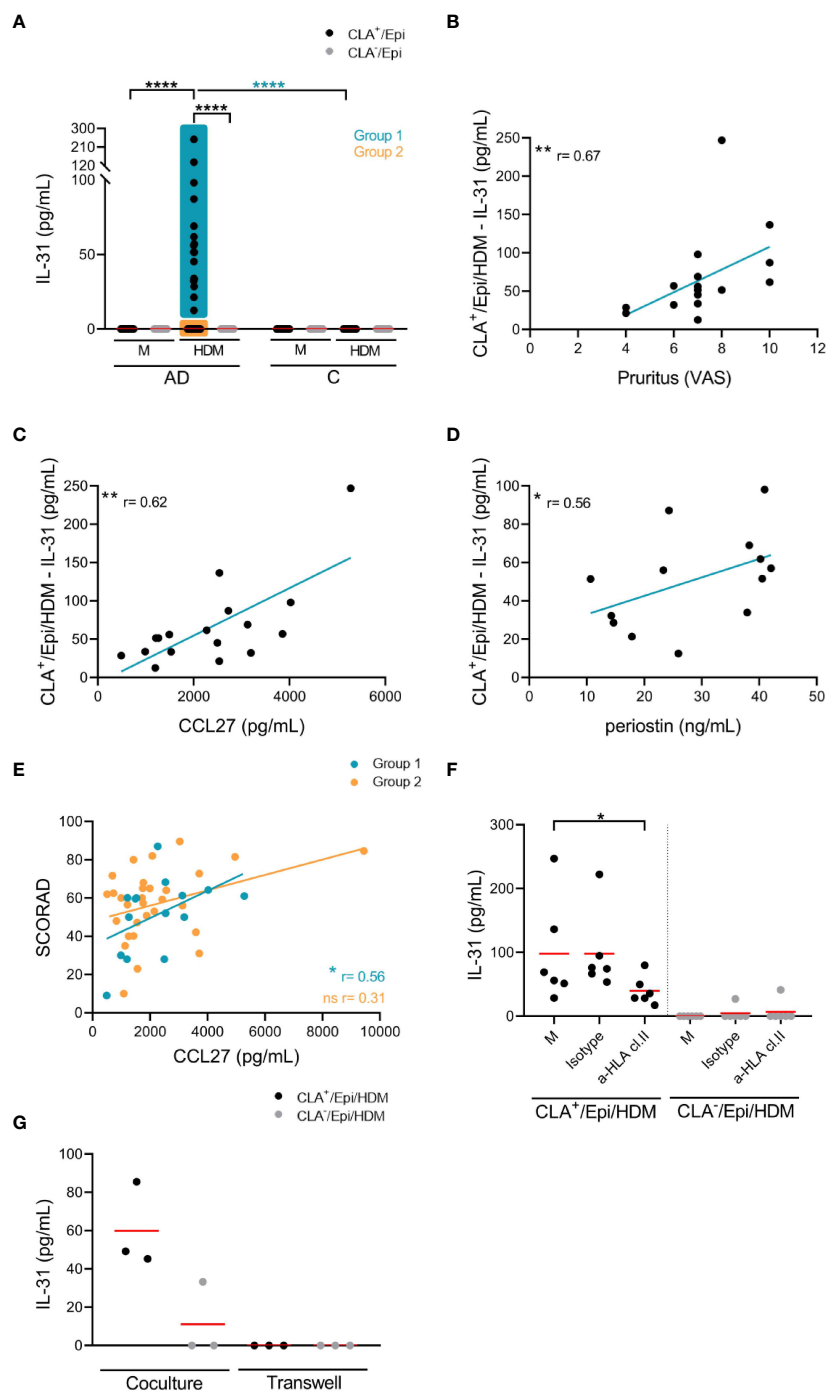 A
CLA⁺/Epi
CLA⁻/Epi
****
****
****
Group 1
Group 2
300
210
120
100
50
0
IL-31 (pg/mL)
M
HDM
M
HDM
AD
C
B
** r= 0.67
250
200
150
100
50
0
CLA⁺/Epi/HDM - IL-31 (pg/mL)
0
2
4
6
8
10
12
Pruritus (VAS)
C
** r= 0.62
250
200
150
100
50
0
CLA⁺/Epi/HDM - IL-31 (pg/mL)
0
2000
4000
6000
CCL27 (pg/mL)
D
* r= 0.56
100
80
60
40
20
0
CLA⁺/Epi/HDM - IL-31 (pg/mL)
0
10
20
30
40
50
periostin (ng/mL)
E
Group 1
Group 2
100
80
60
40
20
0
SCORAD
* r= 0.56
ns r= 0.31
0
2000
4000
6000
8000
10000
CCL27 (pg/mL)
F
*
300
200
100
0
IL-31 (pg/mL)
M
Isotype
a-HLA cl.II
M
Isotype
a-HLA cl.II
CLA⁺/Epi/HDM
CLA⁻/Epi/HDM
G
CLA⁺/Epi/HDM
CLA⁻/Epi/HDM
100
80
60
40
20
0
IL-31 (pg/mL)
Coculture
Transwell